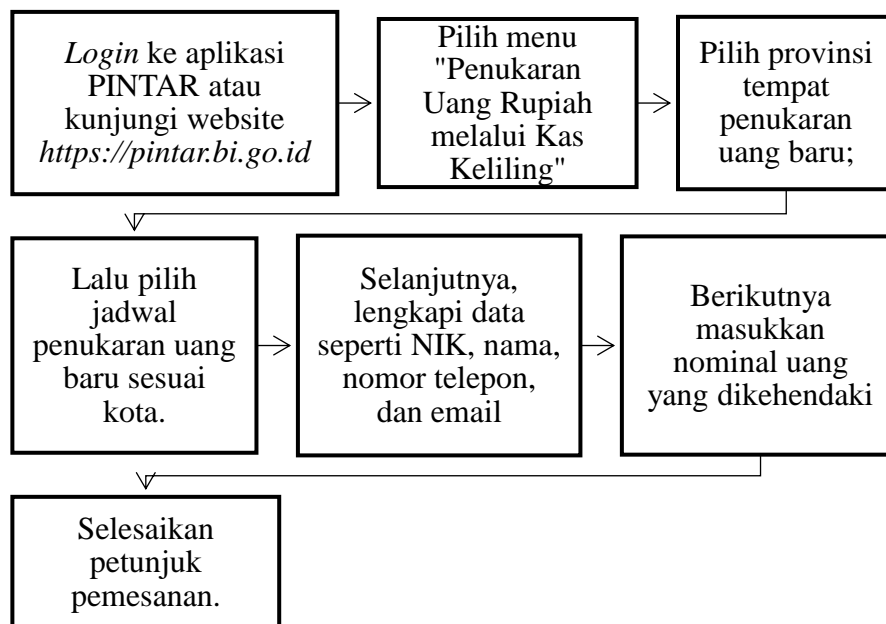 Login ke aplikasi
PINTAR atau
kunjungi website
https://pintar.bi.go.id
Pilih menu
"Penukaran
Uang Rupiah
melalui Kas
Keliling"
Pilih provinsi
tempat
penukaran
uang baru;
Lalu pilih
jadwal
penukaran uang
baru sesuai
kota.
Selanjutnya,
lengkapi data
seperti NIK, nama,
nomor telepon,
dan email
Berikutnya
masukkan
nominal uang
yang dikehendaki
Selesaikan
petunjuk
pemesanan.